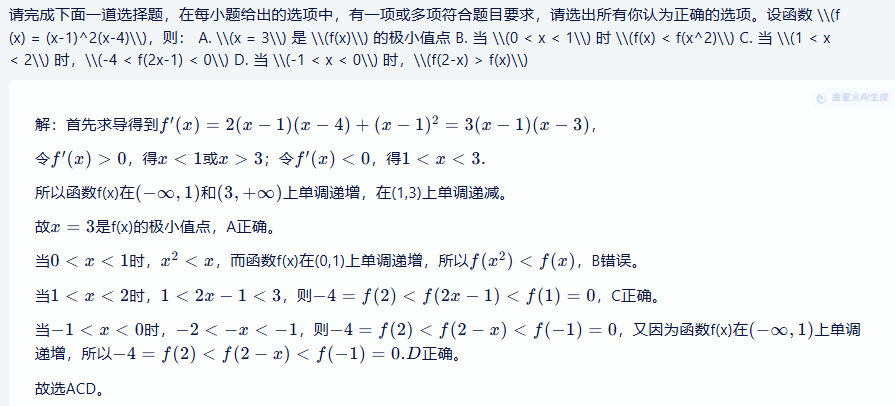 请完成下面一道选择题，在每小题给出的选项中，有一项或多项符合题目要求，请选出所有你认为正确的选项。设函数 \\(f
(x) = (x-1)^2(x-4)\\)，则： A. \\(x = 3\\) 是 \\(f(x)\\) 的极小值点 B. 当 \\(0 < x < 1\\) 时 \\(f(x) < f(x^2)\\) C. 当 \\(1 < x
< 2\\) 时，\\(-4 < f(2x-1) < 0\\) D. 当 \\(-1 < x < 0\\) 时，\\(f(2-x) > f(x)\\)
由星火AI生成
解：首先求导得到f′(x) = 2(x − 1)(x − 4) + (x − 1)² = 3(x − 1)(x − 3)，
令f′(x) > 0，得x < 1或x > 3；令f′(x) < 0，得1 < x < 3.
所以函数f(x)在(−∞, 1)和(3, +∞)上单调递增，在(1,3)上单调递减。
故x = 3是f(x)的极小值点，A正确。
当0 < x < 1时，x² < x，而函数f(x)在(0,1)上单调递增，所以f(x²) < f(x)，B错误。
当1 < x < 2时，1 < 2x − 1 < 3，则−4 = f(2) < f(2x − 1) < f(1) = 0，C正确。
当−1 < x < 0时，−2 < −x < −1，则−4 = f(2) < f(2 − x) < f(−1) = 0，又因为函数f(x)在(−∞, 1)上单调
递增，所以−4 = f(2) < f(2 − x) < f(−1) = 0.D正确。
故选ACD。